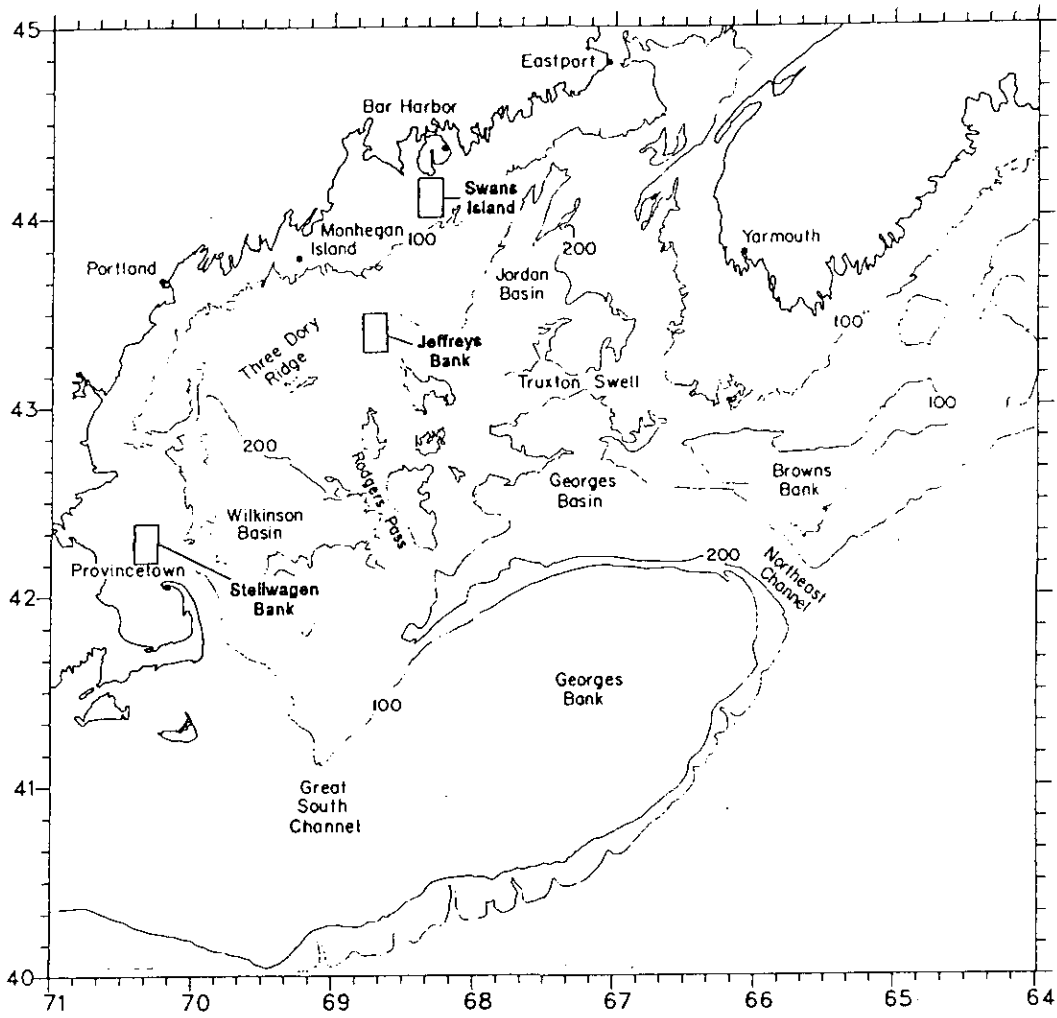 45
Eastport
Bar Harbor
Swans
Island
44
Monhegan
Island
100
200
Portland
Yarmouth
Jordan
Basin
100
Three Dory
Ridge
Jeffreys
Bank
Truxton Swell
43
100
200
Rodgers Pass
Georges
Basin
Browns
Bank
Wilkinson
Basin
200
Northeast
Channel
Provincetown
42
Stellwagen
Bank
Georges
Bank
100
41
Great
South
Channel
40
71
70
69
68
67
66
65
64